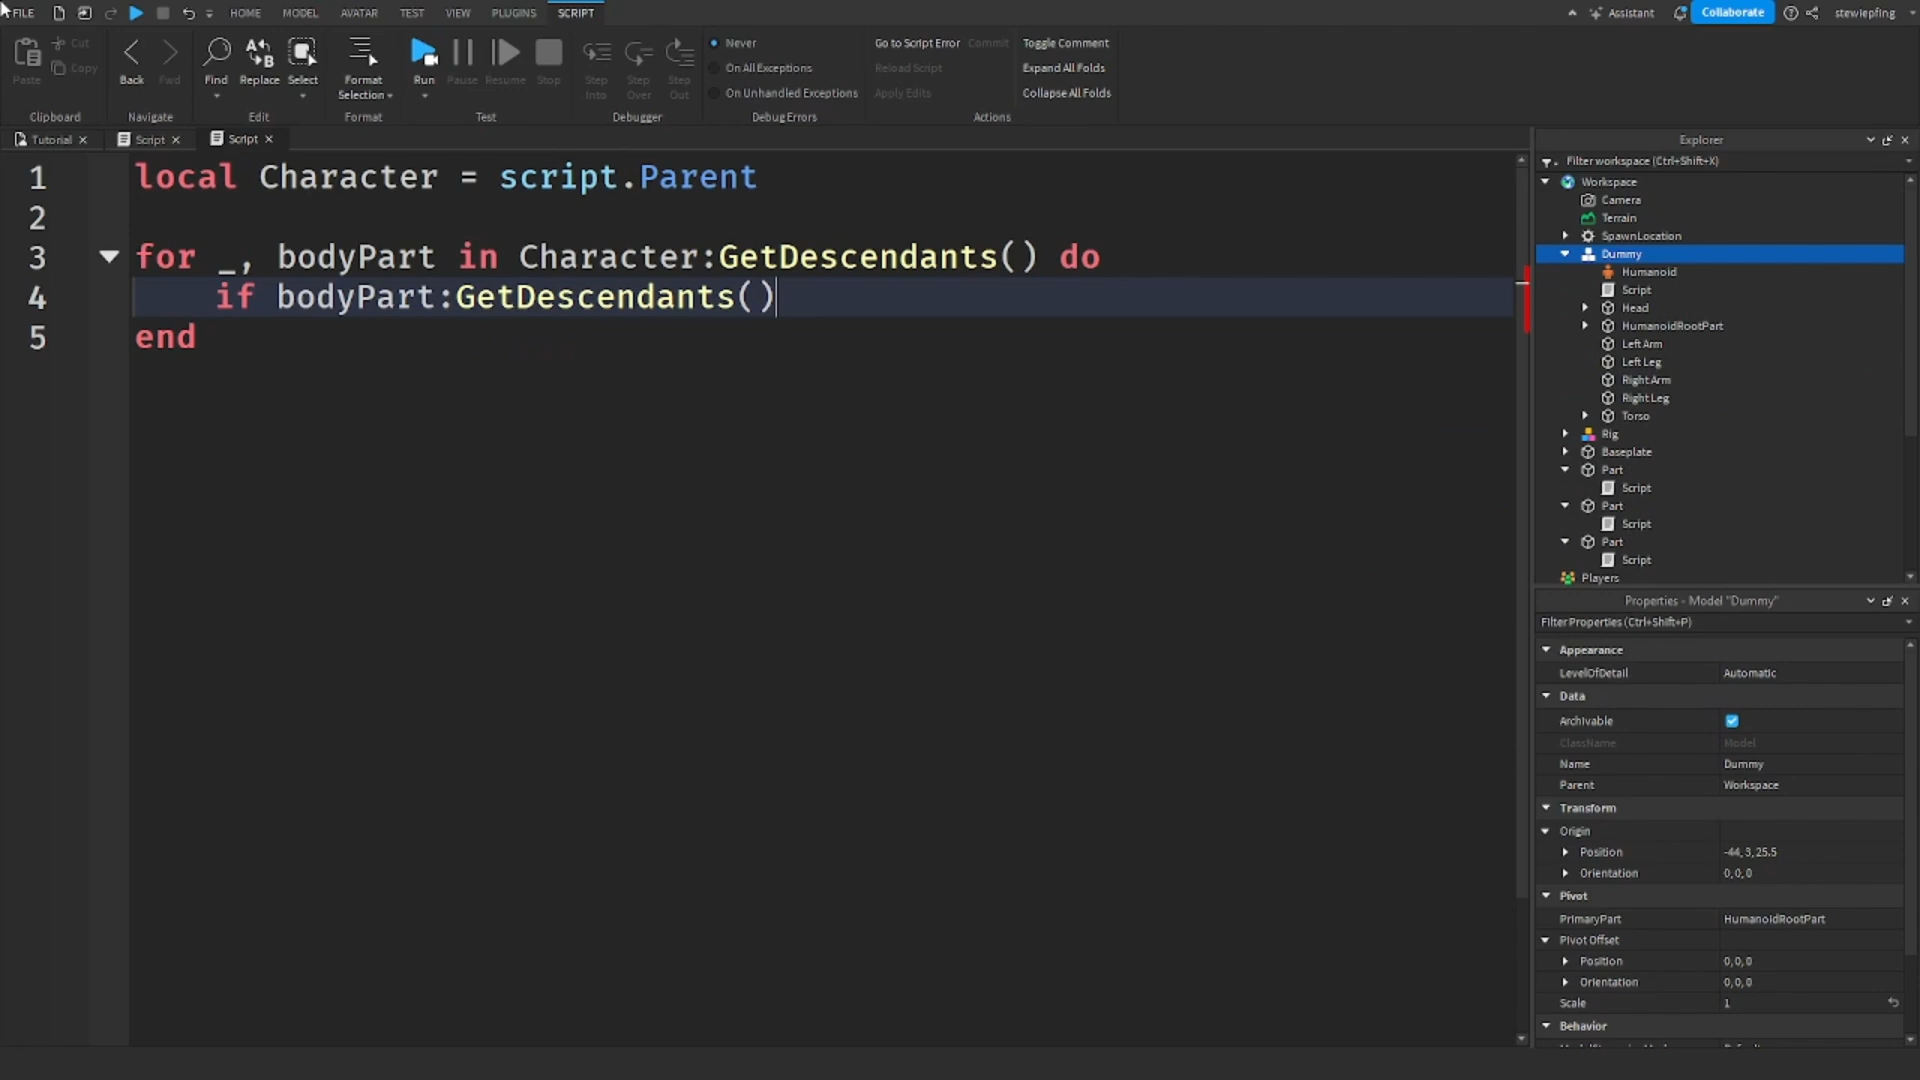 FILE HOME MODEL AVATAR TEST VIEW PLUGINS SCRIPT Assistant Collaborate stewiepfing
Paste
Cut
Copy
Clipboard
Back Fwd
Navigate
Find Replace Select
Edit
Format
Selection
Format
Run Pause Resume Stop
Test
Step
Into
Step
Over
Step
Out
Debugger
Never
On All Exceptions
On Unhandled Exceptions
Debug Errors
Go to Script Error Commit
Reload Script
Apply Edits
Toggle Comment
Expand All Folds
Collapse All Folds
Actions
Tutorial Script Script
1 local Character = script.Parent
2
3 for _, bodyPart in Character:GetDescendants() do
4 if bodyPart:GetDescendants()
5 end
Explorer
Filter workspace (Ctrl+Shift+X)
Workspace
Camera
Terrain
SpawnLocation
Dummy
Humanoid
Script
Head
HumanoidRootPart
Left Arm
Left Leg
Right Arm
Right Leg
Torso
Rig
Baseplate
Part
Script
Part
Script
Part
Script
Players
Properties - Model "Dummy"
Filter Properties (Ctrl+Shift+P)
Appearance
LevelOfDetail Automatic
Data
Archivable
ClassName Model
Name Dummy
Parent Workspace
Transform
Origin
Position -44, 3, 25.5
Orientation 0, 0, 0
Pivot
PrimaryPart HumanoidRootPart
Pivot Offset
Position 0, 0, 0
Orientation 0, 0, 0
Scale 1
Behavior